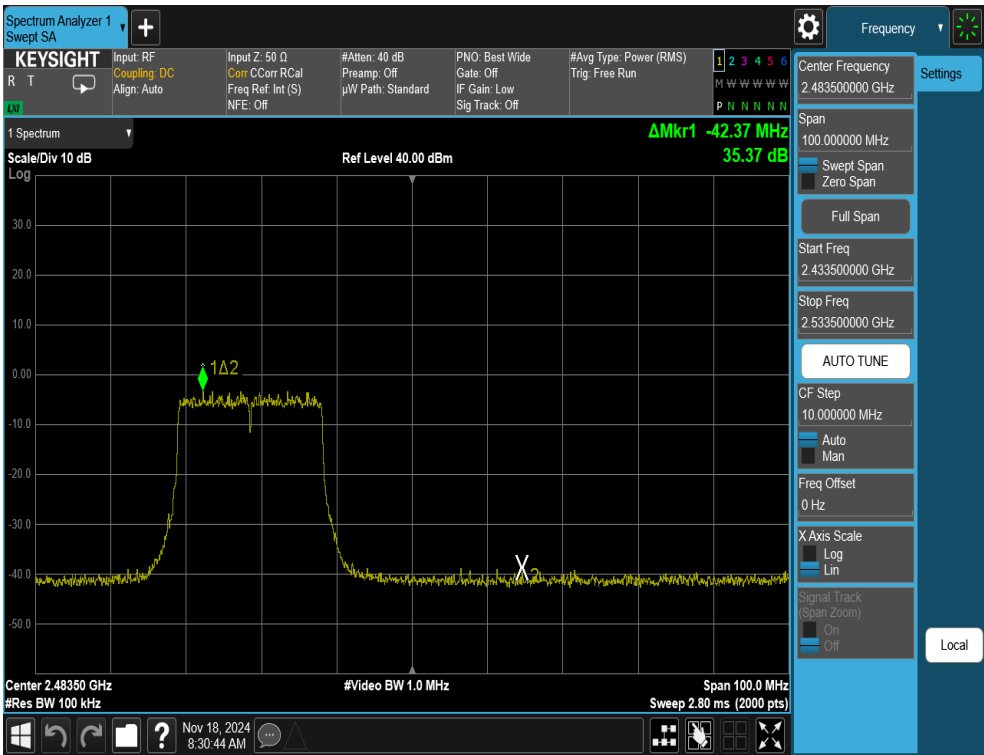 Spectrum Analyzer 1
Swept SA
+
Frequency
KEYSIGHT
R T
LXI
Input: RF
Coupling: DC
Align: Auto
Input Z: 50 Ω
Corr CCorr RCal
Freq Ref: Int (S)
NFE: Off
#Atten: 40 dB
Preamp: Off
µW Path: Standard
PNO: Best Wide
Gate: Off
IF Gain: Low
Sig Track: Off
#Avg Type: Power (RMS)
Trig: Free Run
1 2 3 4 5 6
M W W W W W
P N N N N N
1 Spectrum
ΔMkr1 -42.37 MHz
35.37 dB
Scale/Div 10 dB
Ref Level 40.00 dBm
Log
30.0
20.0
10.0
0.00
-10.0
-20.0
-30.0
-40.0
-50.0
1Δ2
X2
Center 2.48350 GHz
#Video BW 1.0 MHz
Span 100.0 MHz
#Res BW 100 kHz
Sweep 2.80 ms (2000 pts)
Nov 18, 2024
8:30:44 AM
?
Center Frequency
2.483500000 GHz
Settings
Span
100.000000 MHz
Swept Span
Zero Span
Full Span
Start Freq
2.433500000 GHz
Stop Freq
2.533500000 GHz
AUTO TUNE
CF Step
10.000000 MHz
Auto
Man
Freq Offset
0 Hz
X Axis Scale
Log
Lin
Signal Track
(Span Zoom)
On
Off
Local